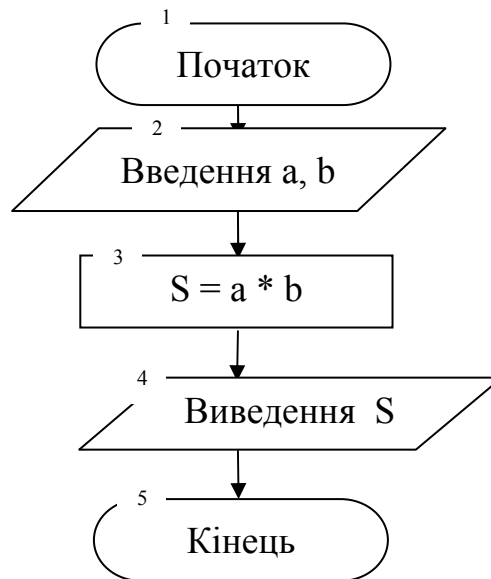 1
Початок
2
Введення a, b
3
S = a * b
4
Виведення S
5
Кінець